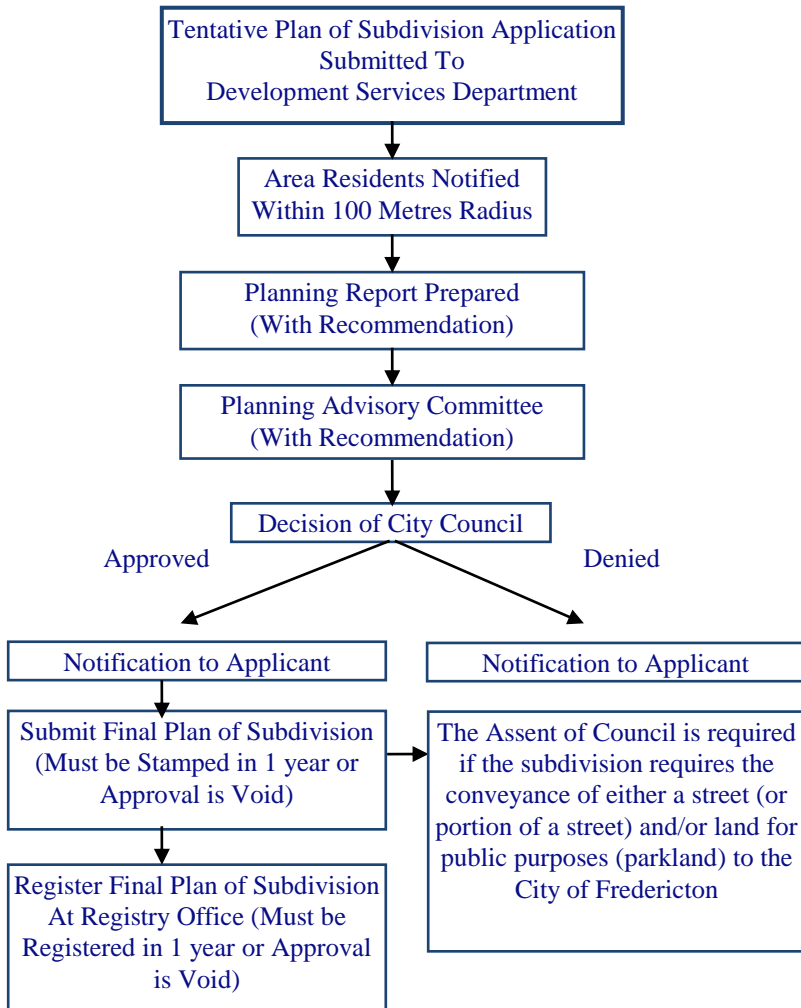 Tentative Plan of Subdivision Application
Submitted To
Development Services Department
Area Residents Notified
Within 100 Metres Radius
Planning Report Prepared
(With Recommendation)
Planning Advisory Committee
(With Recommendation)
Decision of City Council
Approved
Denied
Notification to Applicant
Notification to Applicant
Submit Final Plan of Subdivision
(Must be Stamped in 1 year or
Approval is Void)
The Assent of Council is required
if the subdivision requires the
conveyance of either a street (or
portion of a street) and/or land for
public purposes (parkland) to the
City of Fredericton
Register Final Plan of Subdivision
At Registry Office (Must be
Registered in 1 year or Approval
is Void)